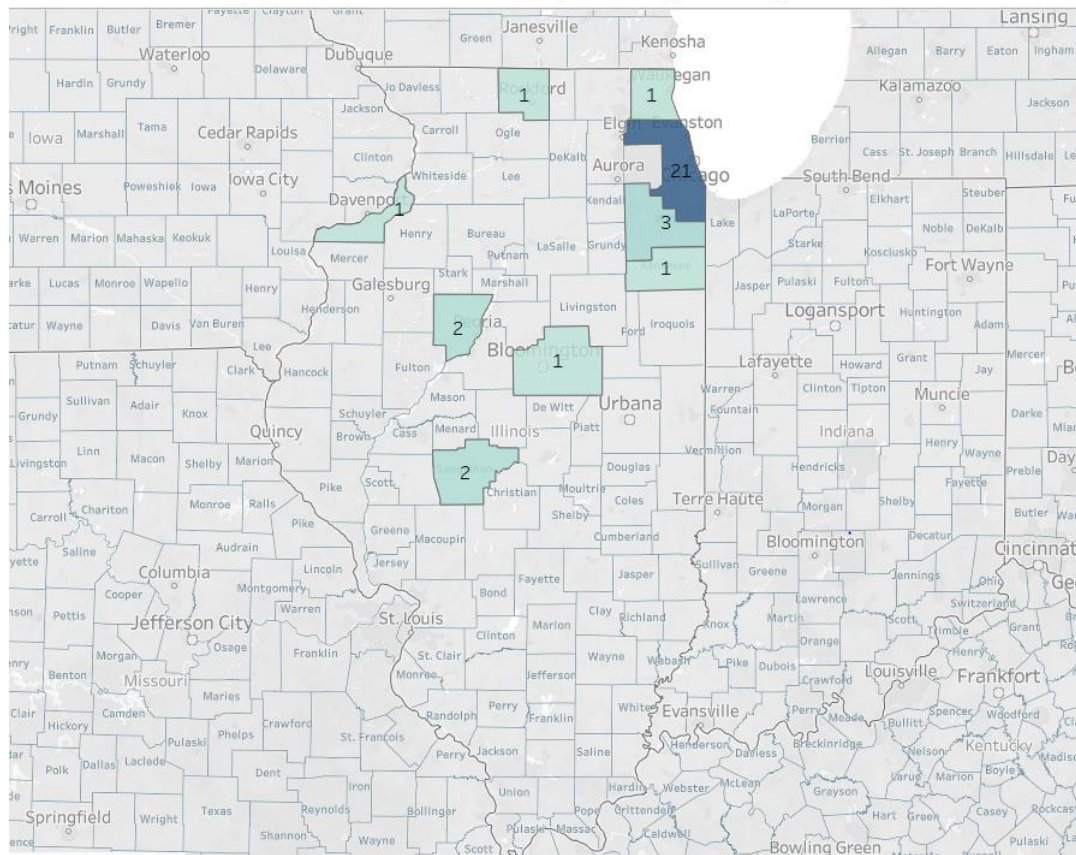 Fayette Clayton Grant
Wright Franklin Butler Bremer Green Janesville Lansing
Waterloo Dubuque Kenosha Allegan Barry Eaton Ingham
Hardin Grundy Delaware Jo Daviess Rockford Waukegan Kalamazoo
1 1
Jackson Jackson
Iowa Marshall Tama Cedar Rapids Carroll Ogle Elgin Evanston
Clinton DeKalb Berrien Cass St. Joseph Branch Hillsdale
s Moines Poweshiek Iowa Iowa City Whiteside Lee Aurora 21 South Bend
Davenpo 1 Kendall Elkhart Steuben
Warren Marion Mahaska Keokuk Henry Bureau 3 Lake LaPorte Noble DeKalb
Louisa Mercer Putnam LaSalle Grundy Starke Kosciusko
Lucas Monroe Wapello Henry Galesburg Stark Marshall 1 Jasper Pulaski Fulton Fort Wayne
Henderson Livingston Huntington
Wayne Davis Van Buren 2 Peoria Ford Iroquois Logansport Adams
Lee Bloomington
Putnam Schuyler Clark Hancock Fulton 1 Lafayette Howard Grant Jay Mercer
Sullivan Adair Knox Mason Warren Clinton Tipton
Grundy Schuyler De Witt Urbana Fountain Muncie Darke
Quincy Brown Cass Menard Illinois Piatt Indiana Henry
Linn Macon Shelby Marion Vermillion Wayne
Livingston Scott 2 Douglas Hendricks Preble
Pike Christian Moultrie Coles Fayette
Chariton Monroe Ralls Shelby Terre Haute Morgan Shelby Butler
Carroll Pike Greene Macoupin Cumberland Bloomington Decatur
Saline Audrain Jersey Sullivan Greene Cincinnati
Columbia Lincoln Fayette Jasper Jennings Ohio
Cooper Montgomery Bond Lawrence Switzerland
Pettis Warren Clay Richland Knox Martin Scott Trimble Grant
Jefferson City St. Louis Marion Orange Henry
Osage Franklin Clinton Wayne Wabash Pike Dubois Louisville
Morgan St. Clair Crawford Frankfort
Benton Missouri Monroe Jefferson
Maries White Evansville Perry Meade Spencer Woodford
Camden Crawford Randolph Perry Franklin Bullitt
Hickory Phelps St. Francois Kentucky
Pulaski Perry Jackson Saline Henderson Daviess Breckinridge Nelson
Polk Dallas Laclede Dent Webster McLean Larue Marion Boyle
Iron Union Hardin Grayson
Texas Reynolds Bollinger Pope Crittenden Hart Green Casey
Springfield Wright Pulaski Massac
Shannon Wayne Scott Caldwell Bowling Green Pulaski